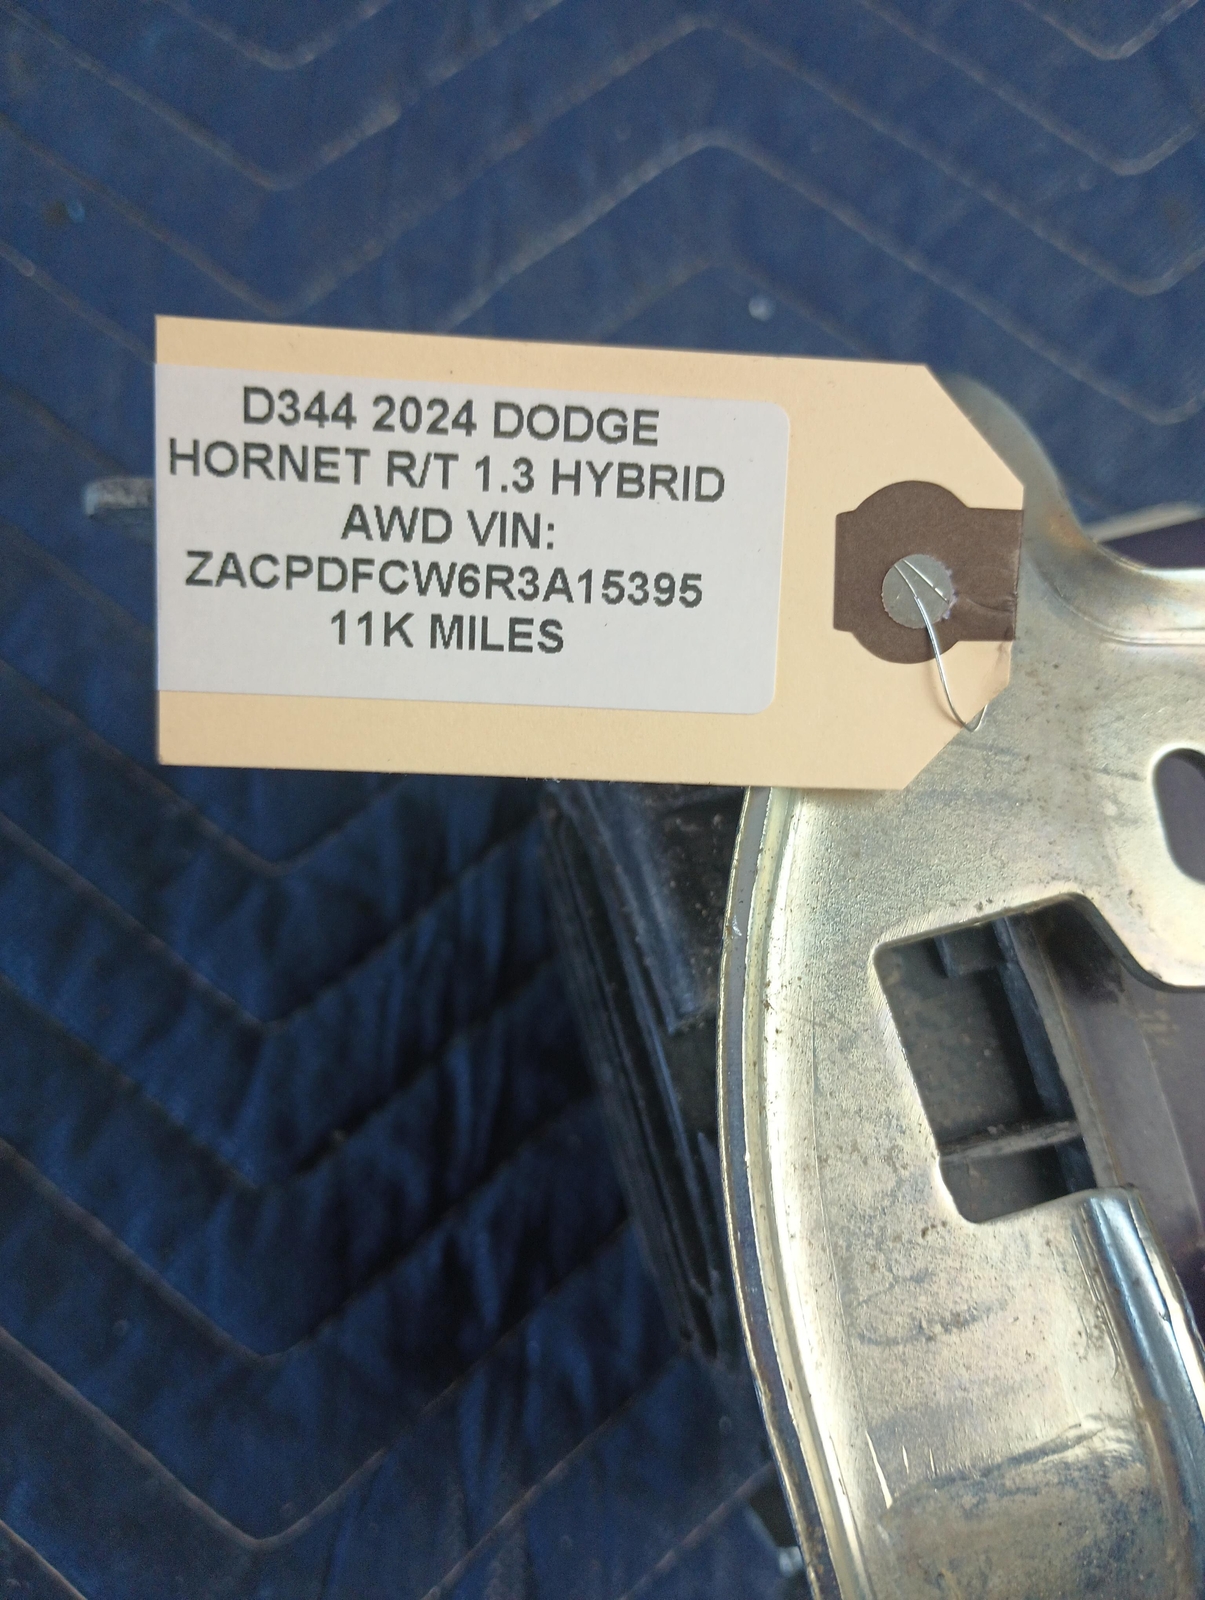 D344 2024 DODGE
HORNET R/T 1.3 HYBRID
AWD VIN:
ZACPDFCW6R3A15395
11K MILES